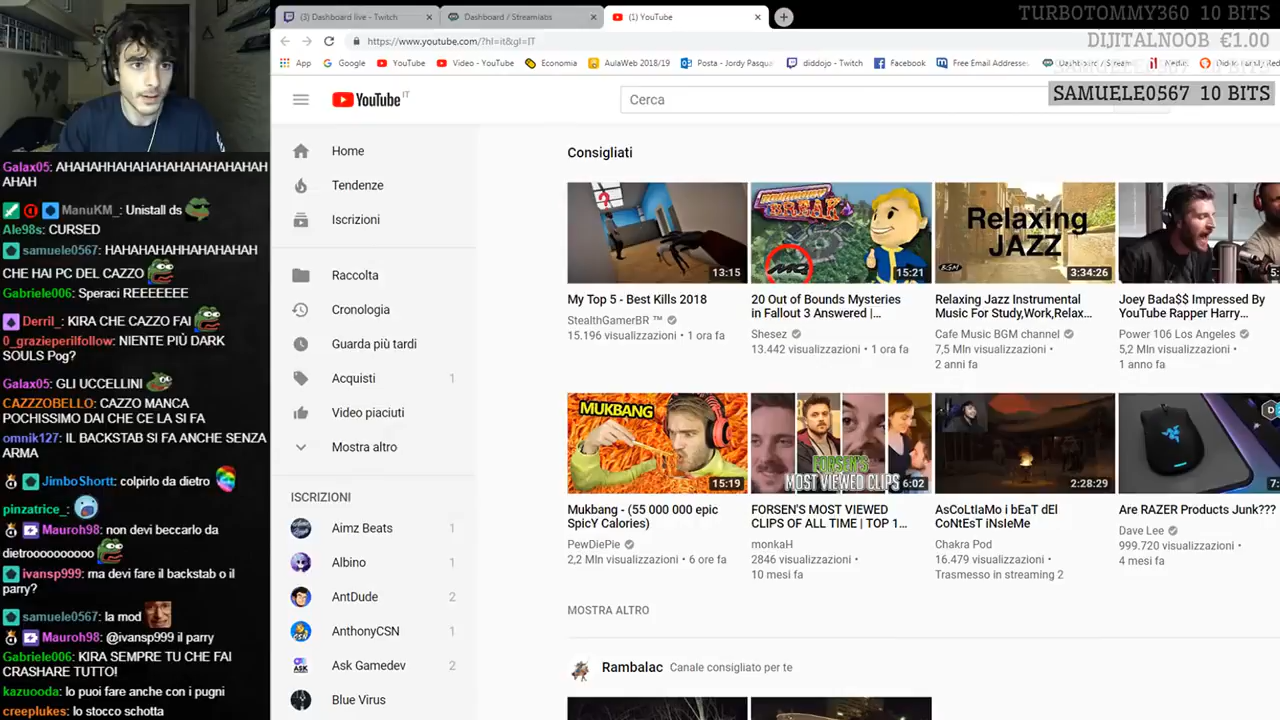 (3) Dashboard live - Twitch
Dashboard / Streamlabs
(1) YouTube
TURBOTOMMY360 10 BITS
DIJITALNOOB €1.00
SAMUELE0567 10 BITS
https://www.youtube.com/?hl=it&gl=IT
App
Google
YouTube
Video - YouTube
Economia
AulaWeb 2018/19
Posta - Jordy Pasqua
diddojo - Twitch
Facebook
Free Email Addresse
YouTube IT
Cerca
Home
Tendenze
Iscrizioni
Raccolta
Cronologia
Guarda più tardi
Acquisti 1
Video piaciuti
Mostra altro
ISCRIZIONI
Aimz Beats 1
Albino
AntDude 2
AnthonyCSN 1
Ask Gamedev 2
Blue Virus
Consigliati
13:15
15:21
Relaxing
JAZZ
BGM
3:34:26
My Top 5 - Best Kills 2018
StealthGamerBR ™
15.196 visualizzazioni • 1 ora fa
20 Out of Bounds Mysteries
in Fallout 3 Answered |...
Shesez
13.442 visualizzazioni • 1 ora fa
Relaxing Jazz Instrumental
Music For Study,Work,Relax...
Cafe Music BGM channel
7,5 Mln visualizzazioni •
2 anni fa
Joey Bada$$ Impressed By
YouTube Rapper Harry...
Power 106 Los Angeles
5,2 Mln visualizzazioni •
1 anno fa
MUKBANG
15:19
FORSEN'S
MOST VIEWED CLIPS
6:02
2:28:29
Mukbang - (55 000 000 epic
SpicY Calories)
PewDiePie
2,2 Mln visualizzazioni • 6 ore fa
FORSEN'S MOST VIEWED
CLIPS OF ALL TIME | TOP 1...
monkaH
2846 visualizzazioni •
10 mesi fa
AsCoLtIaMo i bEaT dEl
CoNtEsT iNsIeMe
Chakra Pod
16.479 visualizzazioni •
Trasmesso in streaming 2
Are RAZER Products Junk???
Dave Lee
999.720 visualizzazioni •
4 mesi fa
MOSTRA ALTRO
Rambalac Canale consigliato per te
Galax05: AHAHAHHAHAHAHAHAHAHAH
AHAH
ManuKM_: Unistall ds
Ale98s: CURSED
samuele0567: HAHAHAHAHHAHAHAHAH
CHE HAI PC DEL CAZZO
Gabriele006: Speraci REEEEEE
Derril_: KIRA CHE CAZZO FAI
0_grazieperilfollow: NIENTE PIÙ DARK
SOULS Pog?
Galax05: GLI UCCELLINI
CAZZZOBELLO: CAZZO MANCA
POCHISSIMO DAI CHE CE LA SI FA
omnik127: IL BACKSTAB SI FA ANCHE SENZA
ARMA
JimboShortt: colpirlo da dietro
pinzatrice_:
Mauroh98: non devi beccarlo da
dietrooooooooo
ivansp999: ma devi fare il backstab o il
parry?
samuele0567: la mod
Mauroh98: @ivansp999 il parry
Gabriele006: KIRA SEMPRE TU CHE FAI
CRASHARE TUTTO!
kazuooda: lo puoi fare anche con i pugni
creeplukes: lo stocco schotta